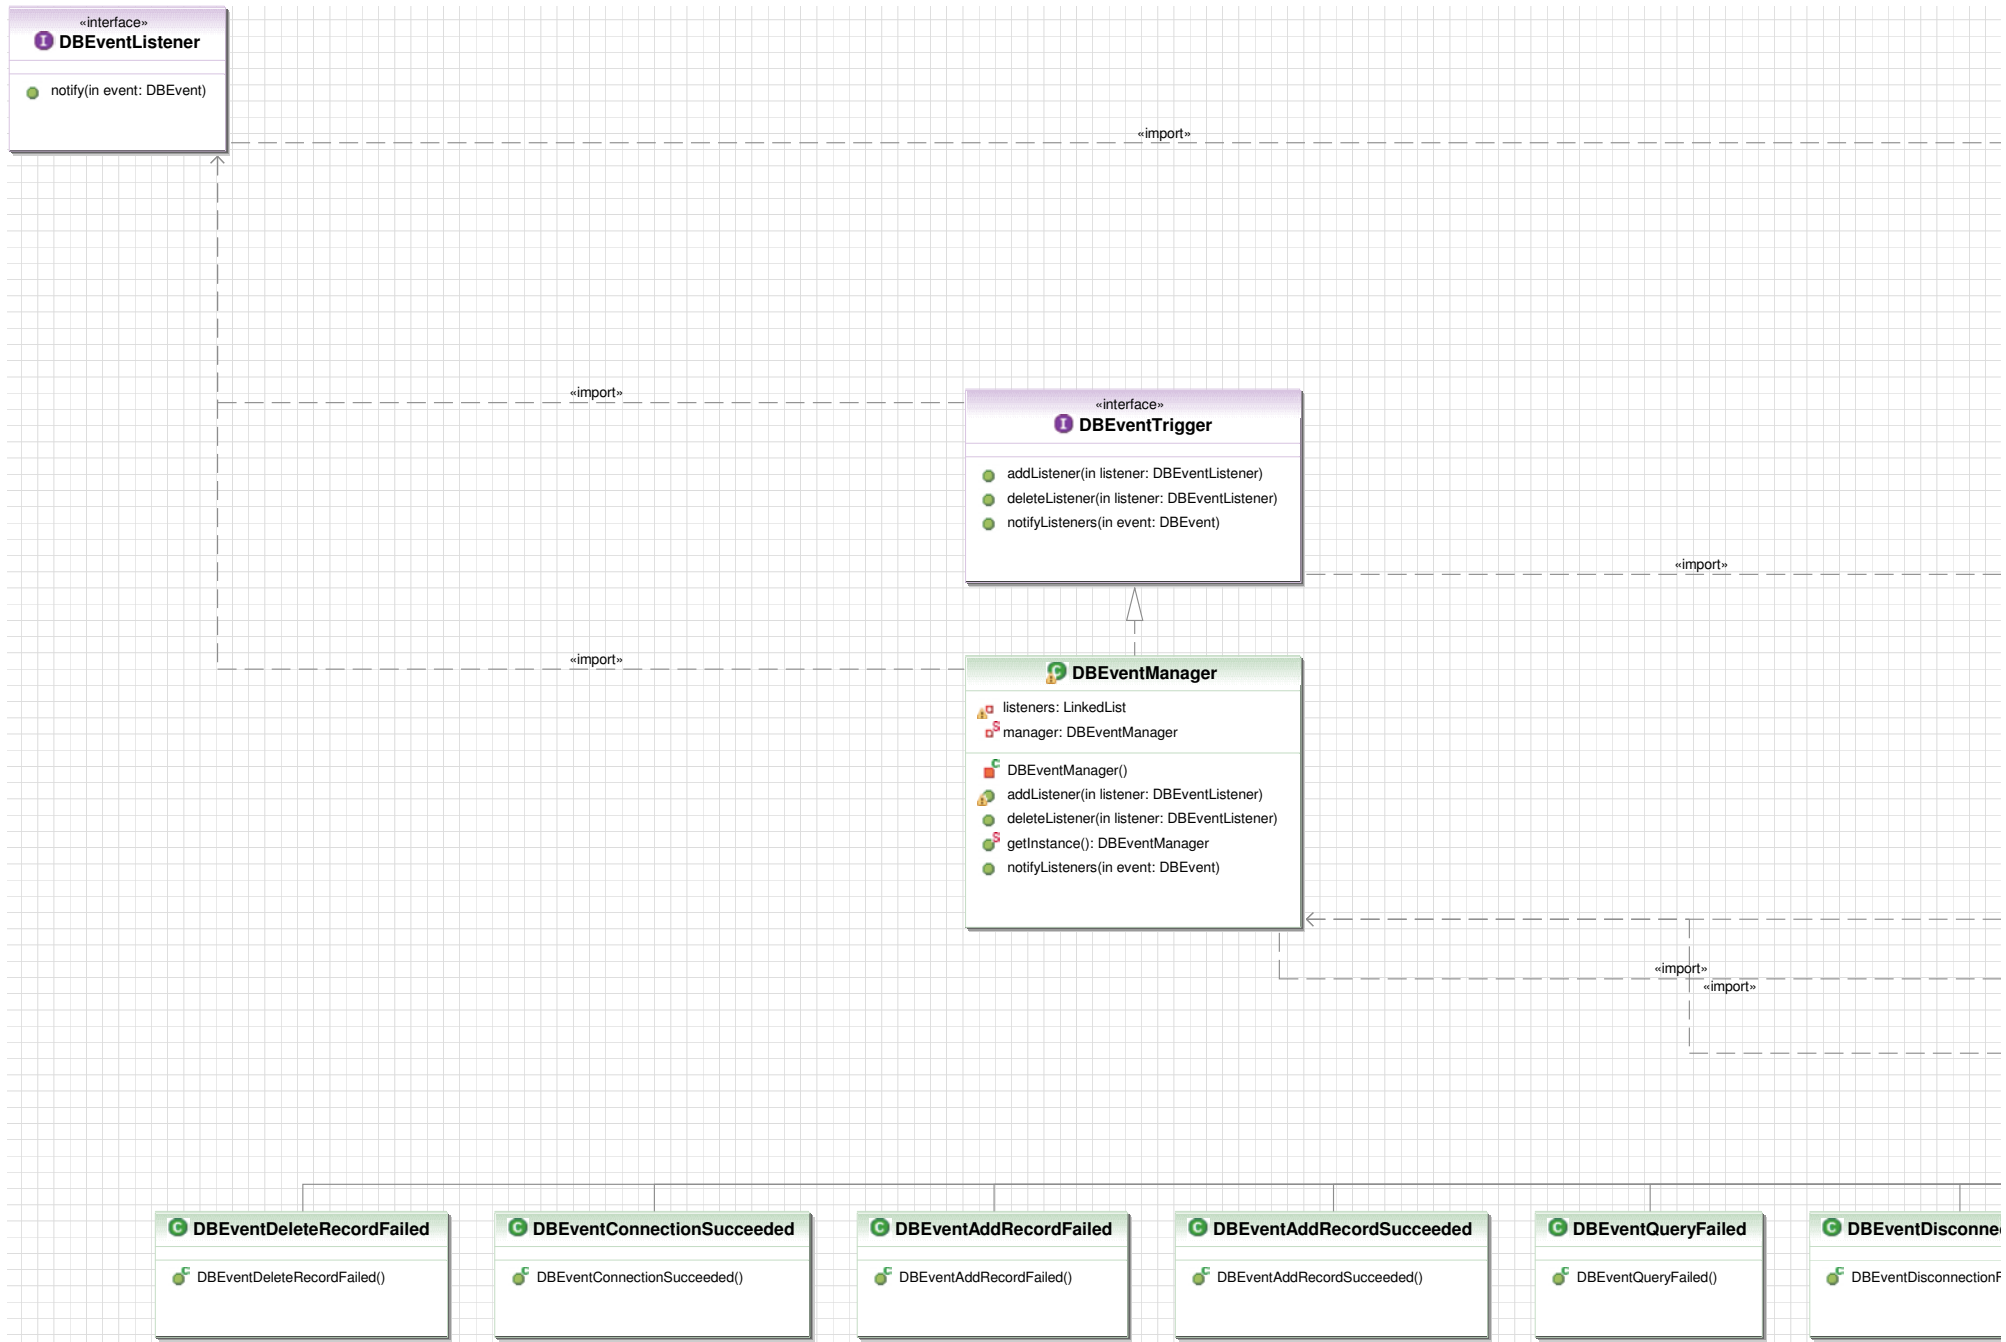 «interface»
DBEventListener
notify(in event: DBEvent)
«import»
«import»
«interface»
DBEventTrigger
addListener(in listener: DBEventListener)
deleteListener(in listener: DBEventListener)
notifyListeners(in event: DBEvent)
«import»
«import»
DBEventManager
listeners: LinkedList
manager: DBEventManager
DBEventManager()
addListener(in listener: DBEventListener)
deleteListener(in listener: DBEventListener)
getInstance(): DBEventManager
notifyListeners(in event: DBEvent)
«import»
«import»
DBEventDeleteRecordFailed
DBEventDeleteRecordFailed()
DBEventConnectionSucceeded
DBEventConnectionSucceeded()
DBEventAddRecordFailed
DBEventAddRecordFailed()
DBEventAddRecordSucceeded
DBEventAddRecordSucceeded()
DBEventQueryFailed
DBEventQueryFailed()
DBEventDisconne
DBEventDisconnectionF